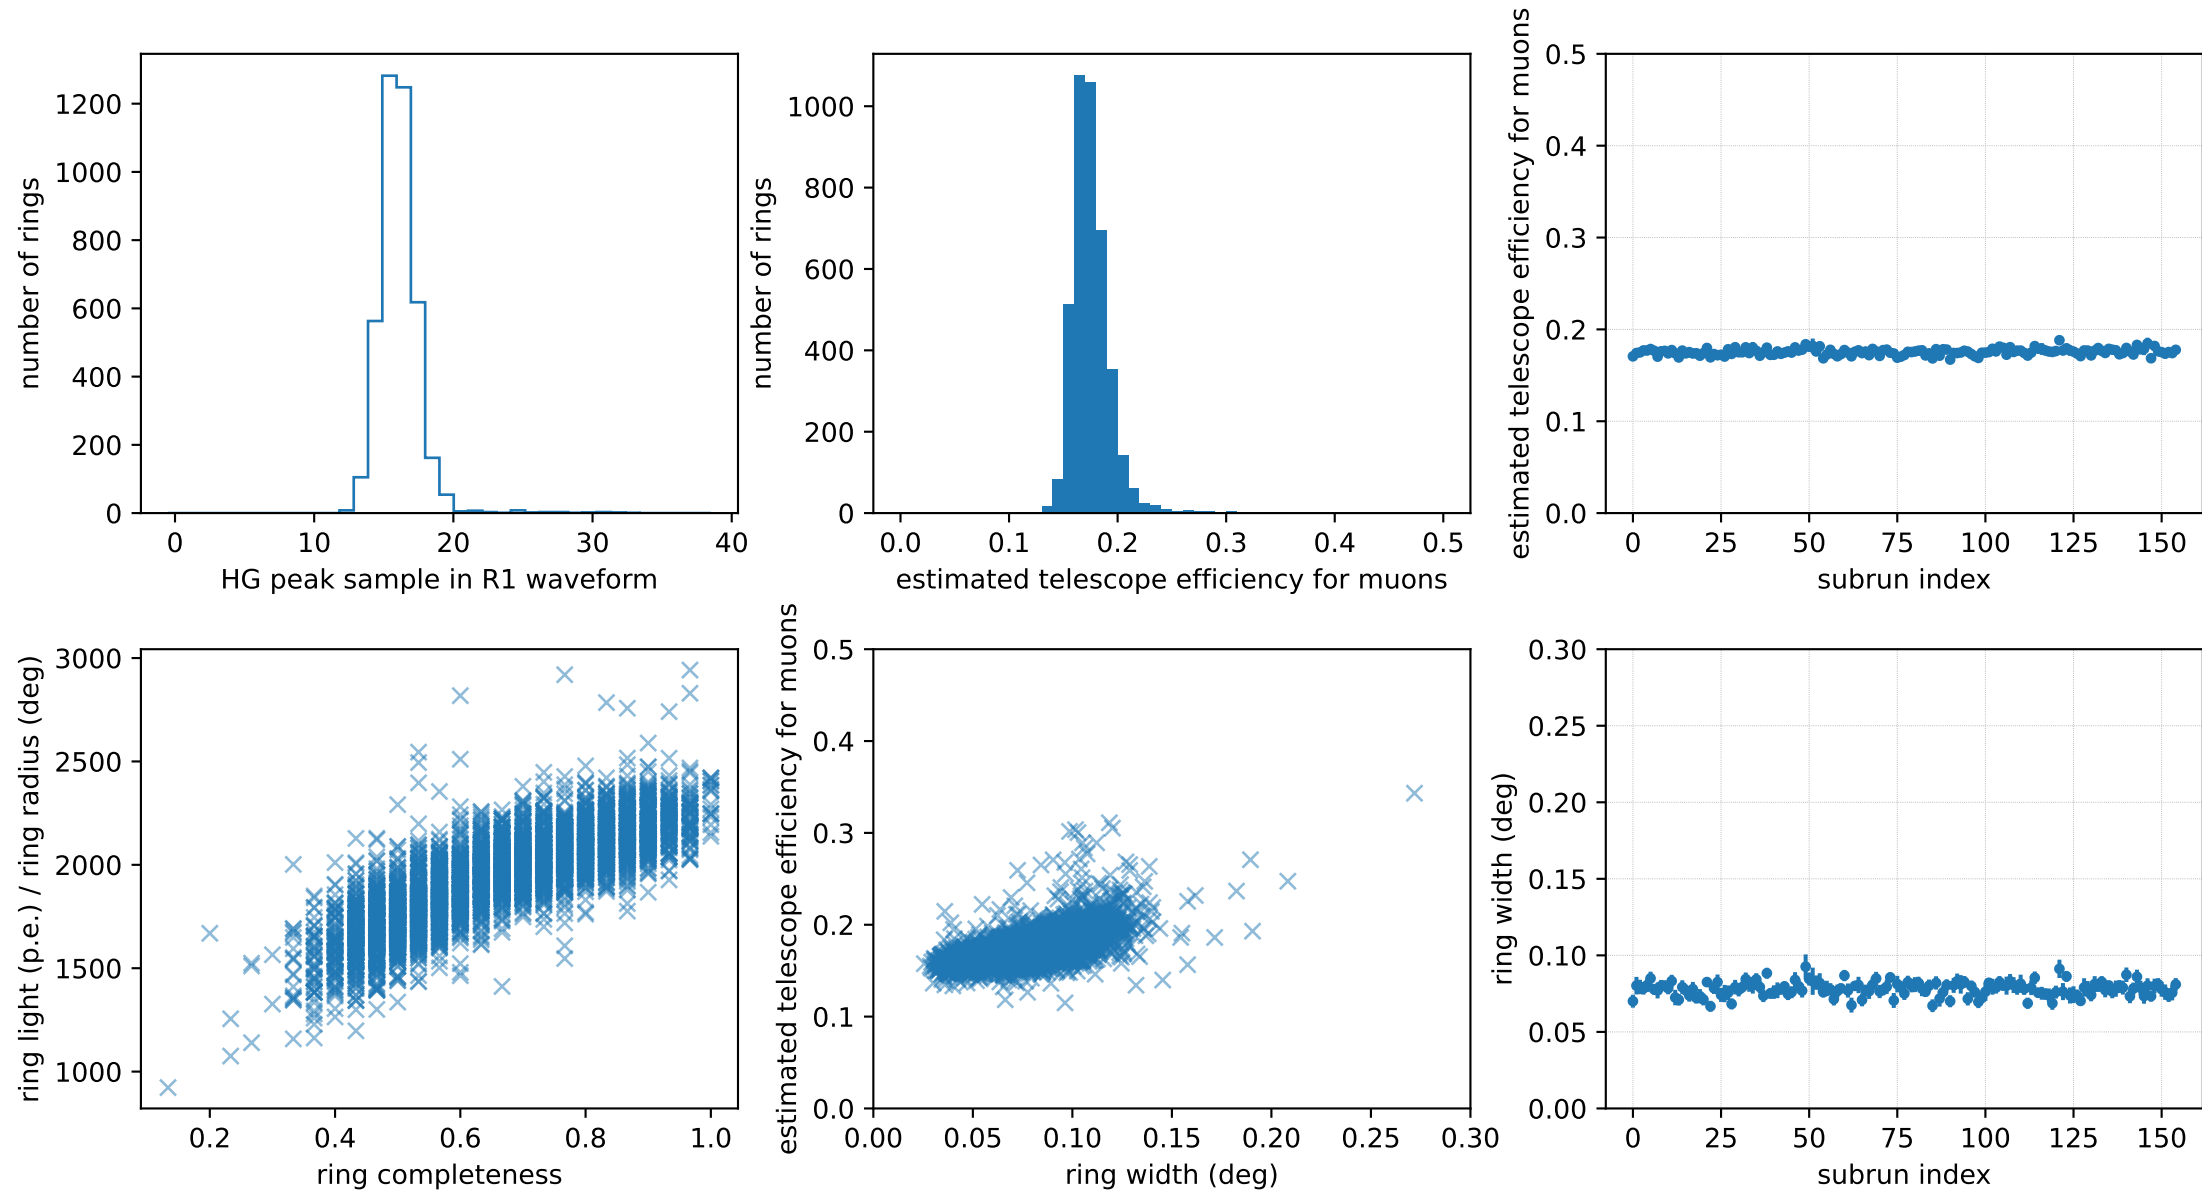 number of rings
1200
1000
800
600
400
200
0
0 10 20 30 40
HG peak sample in R1 waveform
number of rings
1000
800
600
400
200
0
0.0 0.1 0.2 0.3 0.4 0.5
estimated telescope efficiency for muons
estimated telescope efficiency for muons
0.5
0.4
0.3
0.2
0.1
0.0
0 25 50 75 100 125 150
subrun index
ring light (p.e.) / ring radius (deg)
3000
2500
2000
1500
1000
0.2 0.4 0.6 0.8 1.0
ring completeness
estimated telescope efficiency for muons
0.5
0.4
0.3
0.2
0.1
0.0
0.00 0.05 0.10 0.15 0.20 0.25 0.30
ring width (deg)
ring width (deg)
0.30
0.25
0.20
0.15
0.10
0.05
0.00
0 25 50 75 100 125 150
subrun index